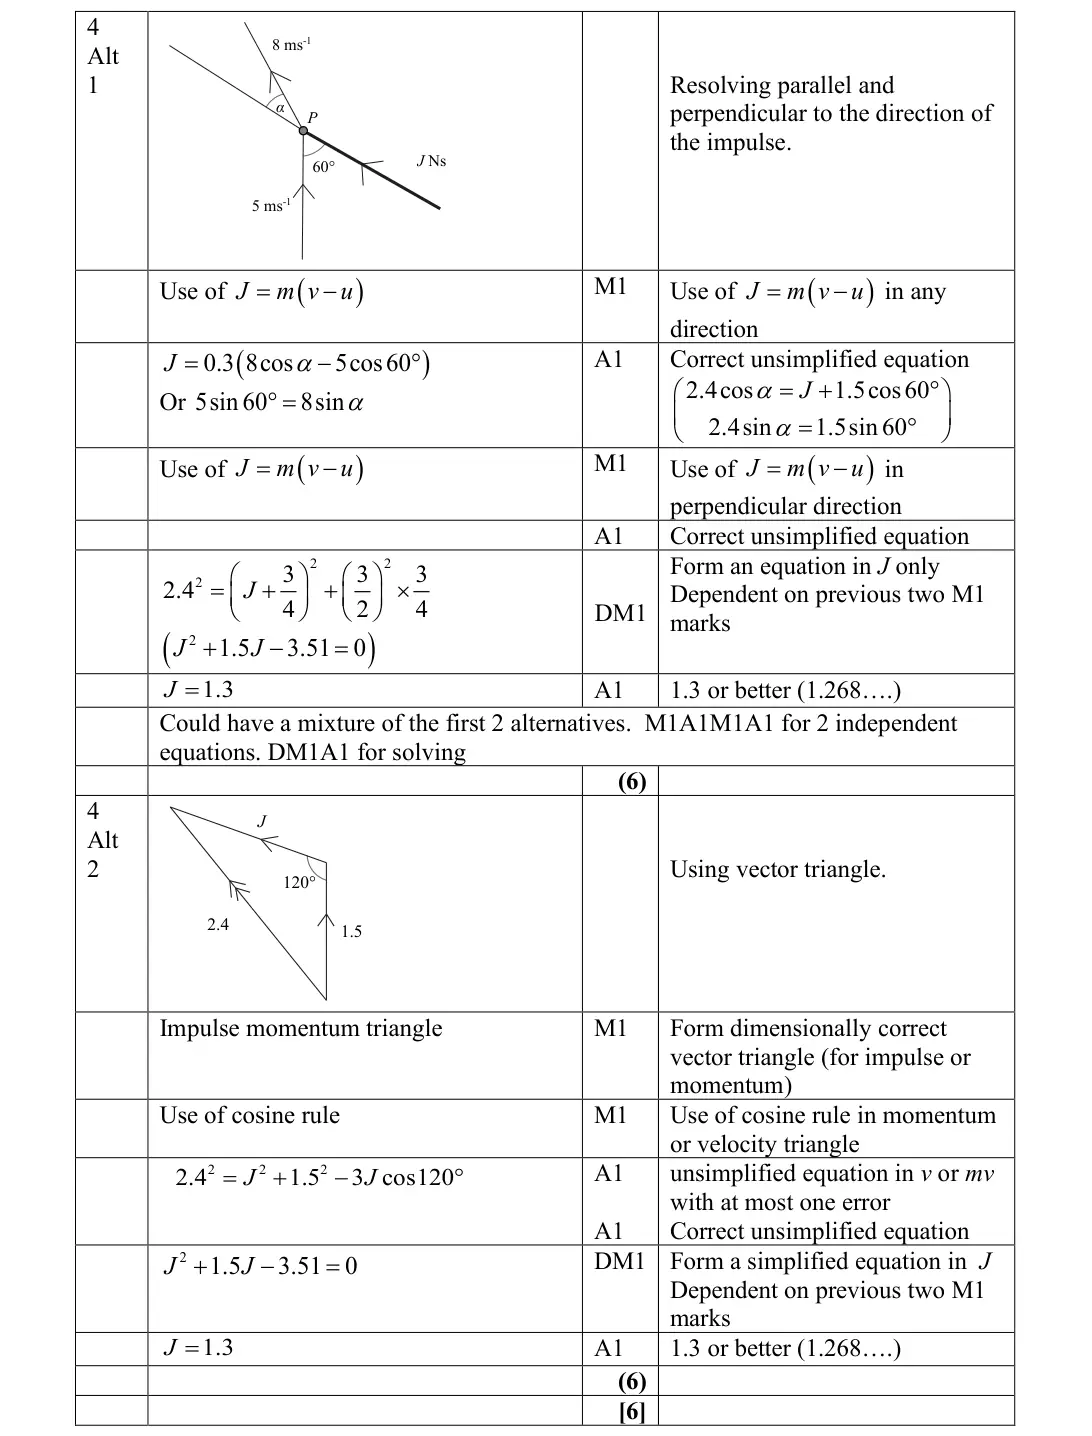 4
Alt
1
8 ms⁻¹
α
P
60°
J Ns
5 ms⁻¹
Resolving parallel and
perpendicular to the direction of
the impulse.
Use of J = m(v − u)
M1
Use of J = m(v − u) in any
direction
J = 0.3(8cos α − 5cos 60°)
Or 5sin 60° = 8sin α
A1
Correct unsimplified equation
(2.4cos α = J + 1.5cos 60°
2.4sin α = 1.5sin 60°)
Use of J = m(v − u)
M1
Use of J = m(v − u) in
perpendicular direction
A1
Correct unsimplified equation
2.4² = (J + 3/4)² + (3/2)² × 3/4
(J² + 1.5J − 3.51 = 0)
DM1
Form an equation in J only
Dependent on previous two M1
marks
J = 1.3
A1
1.3 or better (1.268….)
Could have a mixture of the first 2 alternatives. M1A1M1A1 for 2 independent
equations. DM1A1 for solving
(6)
4
Alt
2
J
120°
2.4
1.5
Using vector triangle.
Impulse momentum triangle
M1
Form dimensionally correct
vector triangle (for impulse or
momentum)
Use of cosine rule
M1
Use of cosine rule in momentum
or velocity triangle
2.4² = J² + 1.5² − 3J cos120°
A1
unsimplified equation in v or mv
with at most one error
A1
Correct unsimplified equation
J² + 1.5J − 3.51 = 0
DM1
Form a simplified equation in J
Dependent on previous two M1
marks
J = 1.3
A1
1.3 or better (1.268….)
(6)
[6]